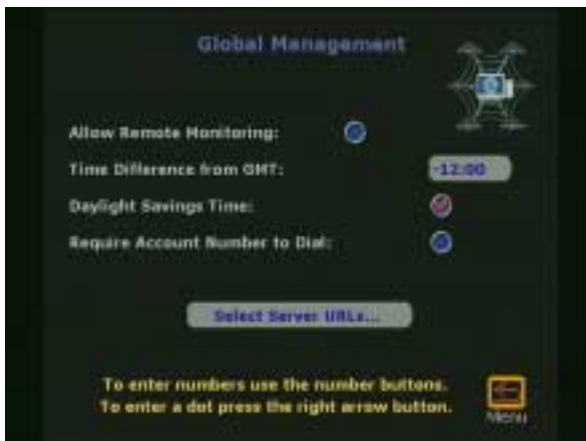 Global Management
Allow Remote Monitoring:
Time Difference from GMT:
-12:00
Daylight Savings Time:
Require Account Number to Dial:
Select Server URLs...
To enter numbers use the number buttons.
To enter a dot press the right arrow button.
Menu